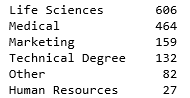 Life Sciences 606
Medical 464
Marketing 159
Technical Degree 132
Other 82
Human Resources 27